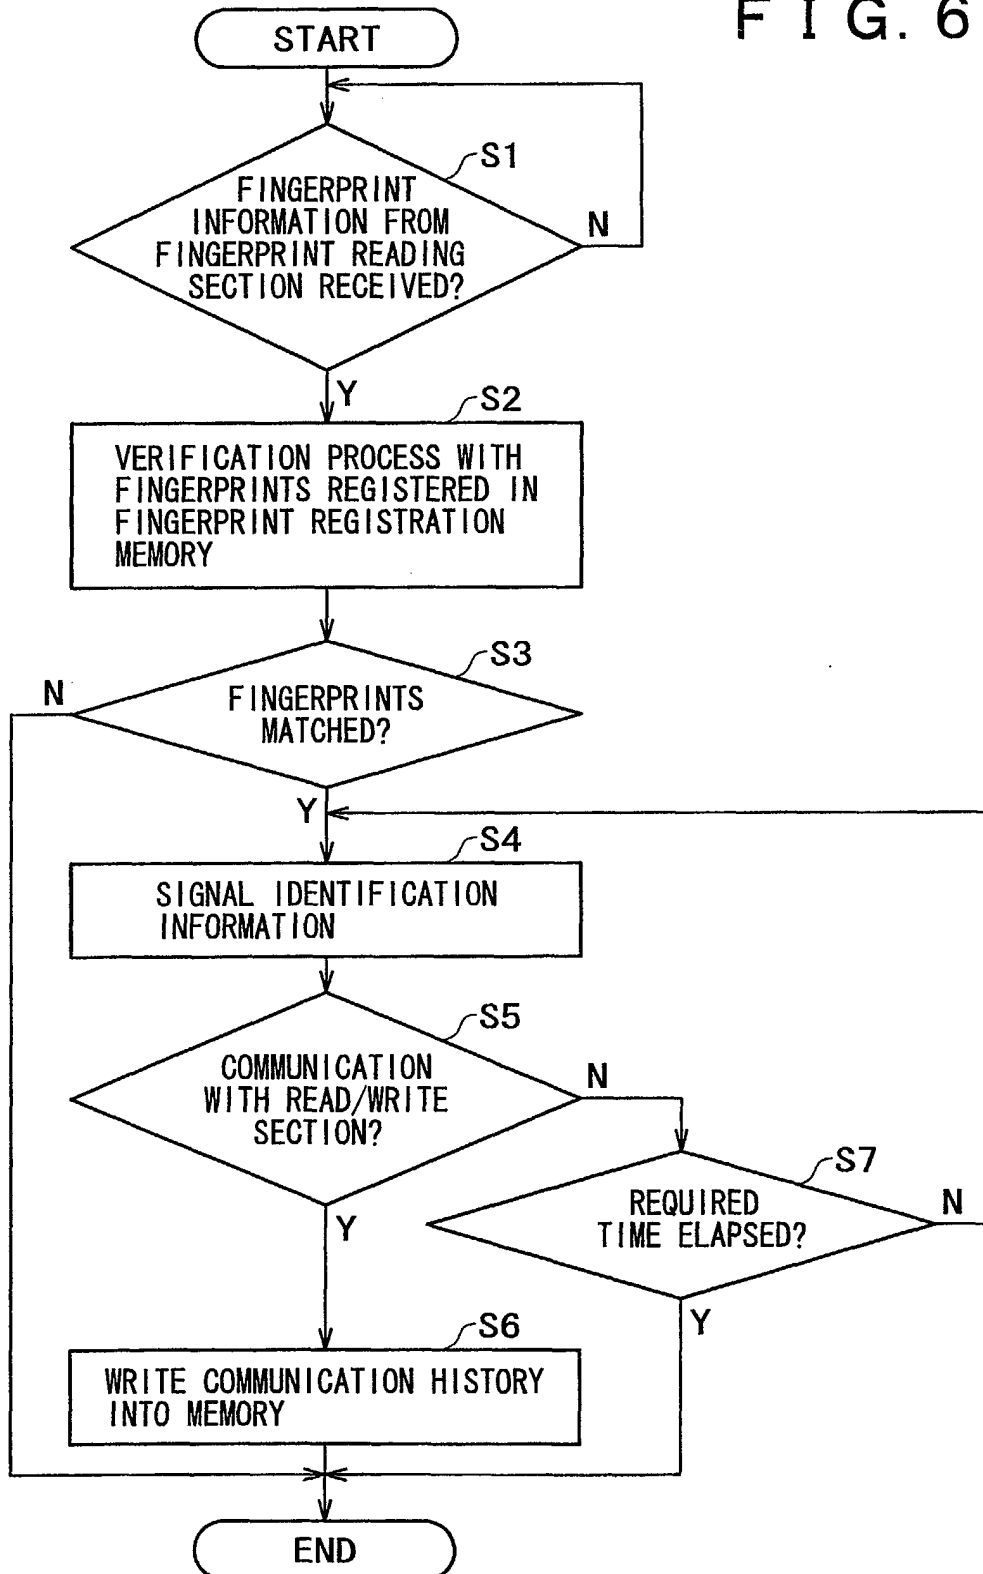 FIG. 6
START
S1
FINGERPRINT
INFORMATION FROM
FINGERPRINT READING
SECTION RECEIVED?
N
Y
S2
VERIFICATION PROCESS WITH
FINGERPRINTS REGISTERED IN
FINGERPRINT REGISTRATION
MEMORY
S3
N
FINGERPRINTS
MATCHED?
Y
S4
SIGNAL IDENTIFICATION
INFORMATION
S5
COMMUNICATION
WITH READ/WRITE
SECTION?
N
S7
REQUIRED
TIME ELAPSED?
N
Y
Y
S6
WRITE COMMUNICATION HISTORY
INTO MEMORY
END